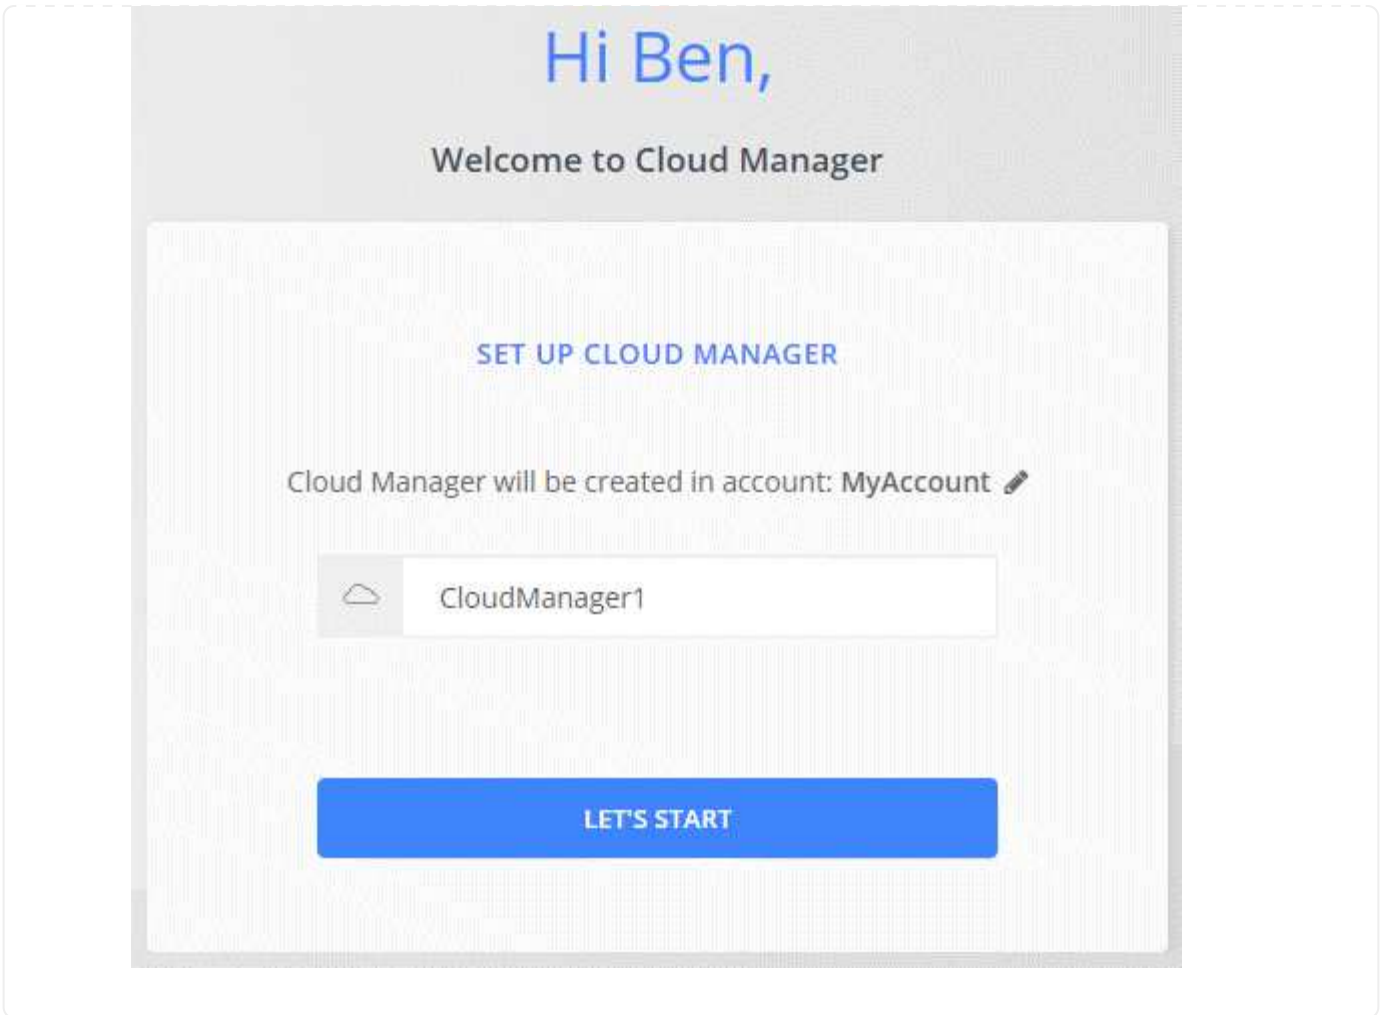 Hi Ben,
Welcome to Cloud Manager
SET UP CLOUD MANAGER
Cloud Manager will be created in account: MyAccount
CloudManager1
LET'S START